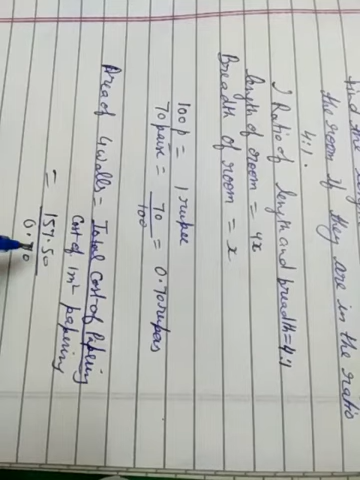 the room if they are in the ratio
4:1.
) Ratio of length and breadth = 4:1
length of room = 4x
Breadth of room = x
100 p = 1 rupee
70 paise = 70/100 = 0.70 rupees
Area of 4 walls = Total Cost of Papering
Cost of 1m² papering
= 157.50
0.70